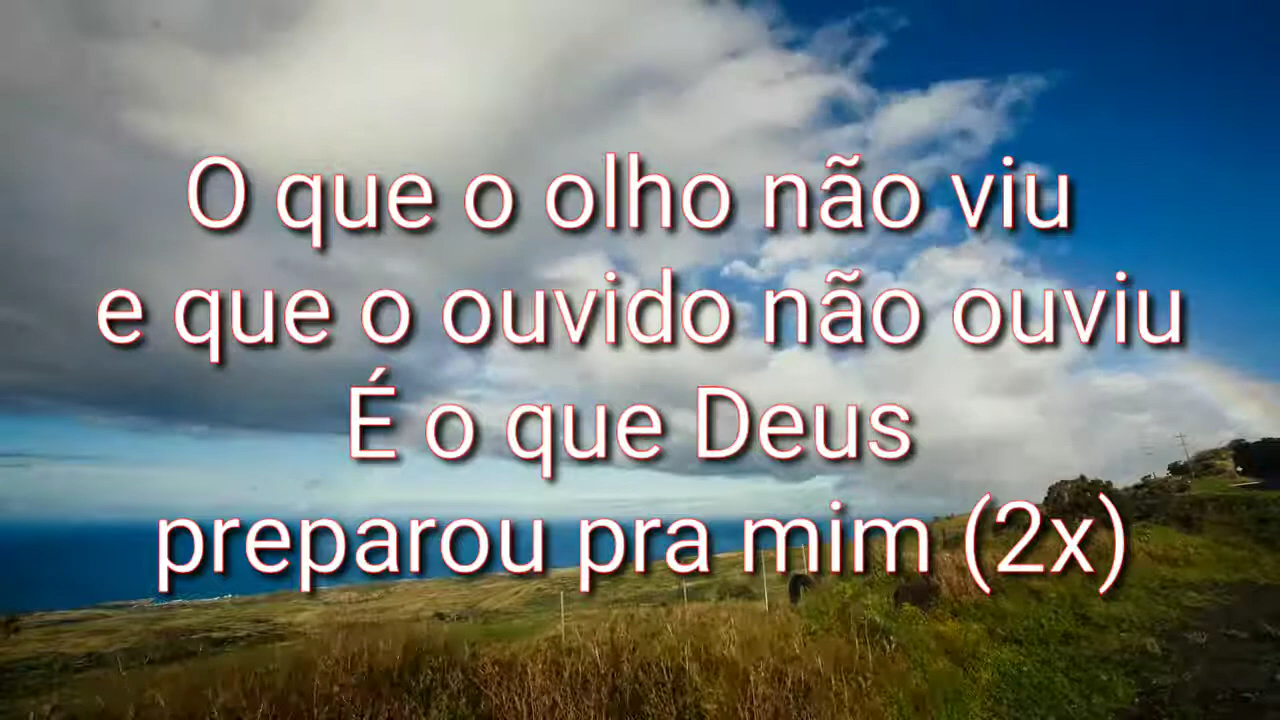 O que o olho não viu
e que o ouvido não ouviu
É o que Deus
preparou pra mim (2x)